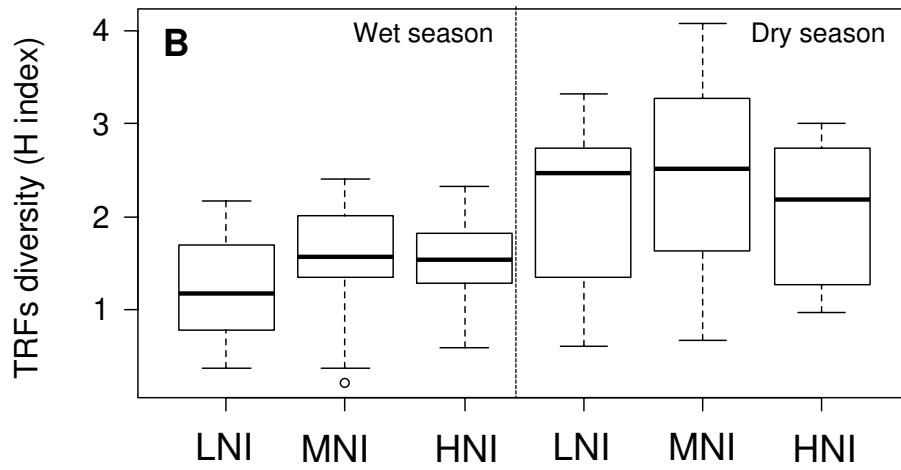 B
Wet season
Dry season
TRFs diversity (H index)
4
3
2
1
LNI MNI HNI LNI MNI HNI